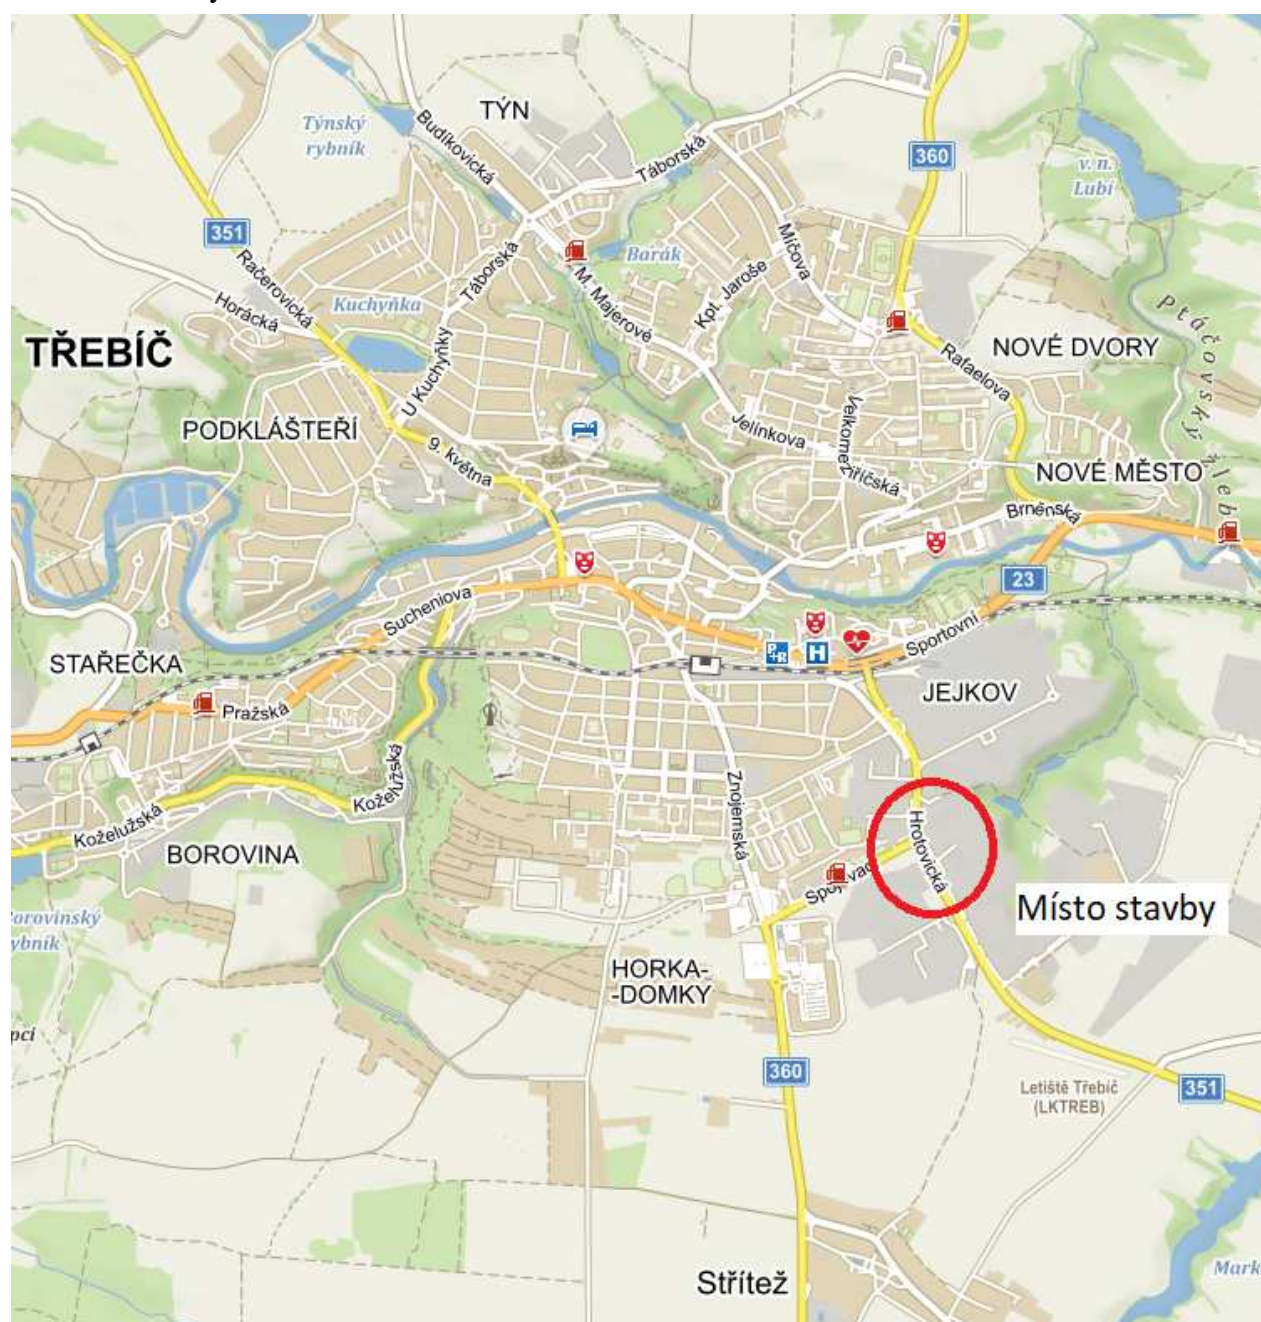 TÝN
Týnský
rybník
Budíkovická
Táborská
360
v. n.
Lubí
351
Račerovická
Horácká
Kuchyňka
Táborská
Barák
M. Majerové
Kpt. Jaroše
Míčova
Ptáčovský žleb
TŘEBÍČ
U Kuchyňky
NOVÉ DVORY
Rafaelova
PODKLÁŠTEŘÍ
9. května
Jelínkova
Velkomeziříčská
NOVÉ MĚSTO
Brněnská
23
Sucheniova
Sportovní
P+R
H
STAŘEČKA
JEJKOV
Pražská
Koželužská
Koželužská
Znojemská
Hrotovická
BOROVINA
Místo stavby
HORKA-
-DOMKY
360
Letiště Třebíč
(LKTREB)
351
Střítež
Mark